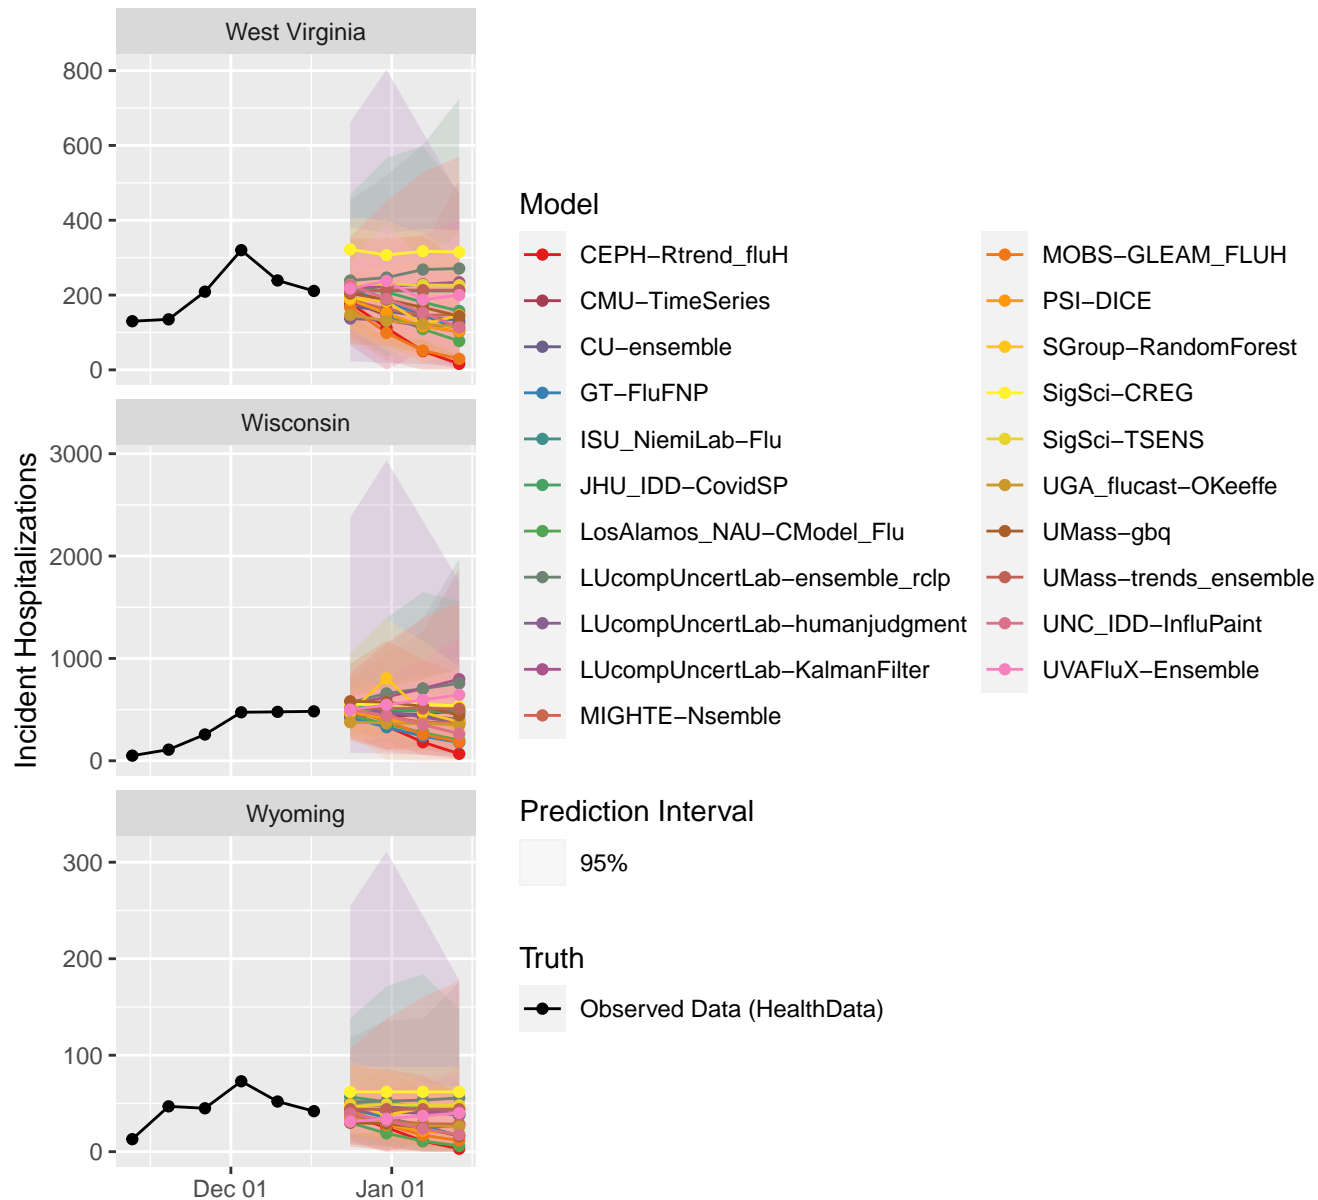 West Virginia
800
600
400
200
0
Wisconsin
3000
2000
1000
0
Wyoming
300
200
100
0
Dec 01
Jan 01
Incident Hospitalizations
Model
CEPH−Rtrend_fluH
CMU−TimeSeries
CU−ensemble
GT−FluFNP
ISU_NiemiLab−Flu
JHU_IDD−CovidSP
LosAlamos_NAU−CModel_Flu
LUcompUncertLab−ensemble_rclp
LUcompUncertLab−humanjudgment
LUcompUncertLab−KalmanFilter
MIGHTE−Nsemble
MOBS−GLEAM_FLUH
PSI−DICE
SGroup−RandomForest
SigSci−CREG
SigSci−TSENS
UGA_flucast−OKeeffe
UMass−gbq
UMass−trends_ensemble
UNC_IDD−InfluPaint
UVAFluX−Ensemble
Prediction Interval
95%
Truth
Observed Data (HealthData)